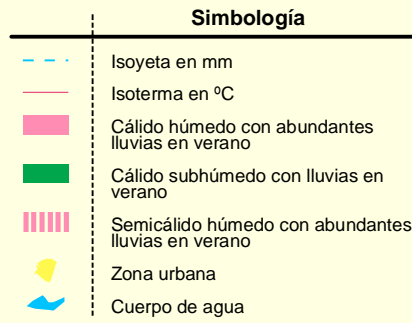 Simbología
Isoyeta en mm
Isoterma en ºC
Cálido húmedo con abundantes
lluvias en verano
Cálido subhúmedo con lluvias en
verano
Semicálido húmedo con abundantes
lluvias en verano
Zona urbana
Cuerpo de agua